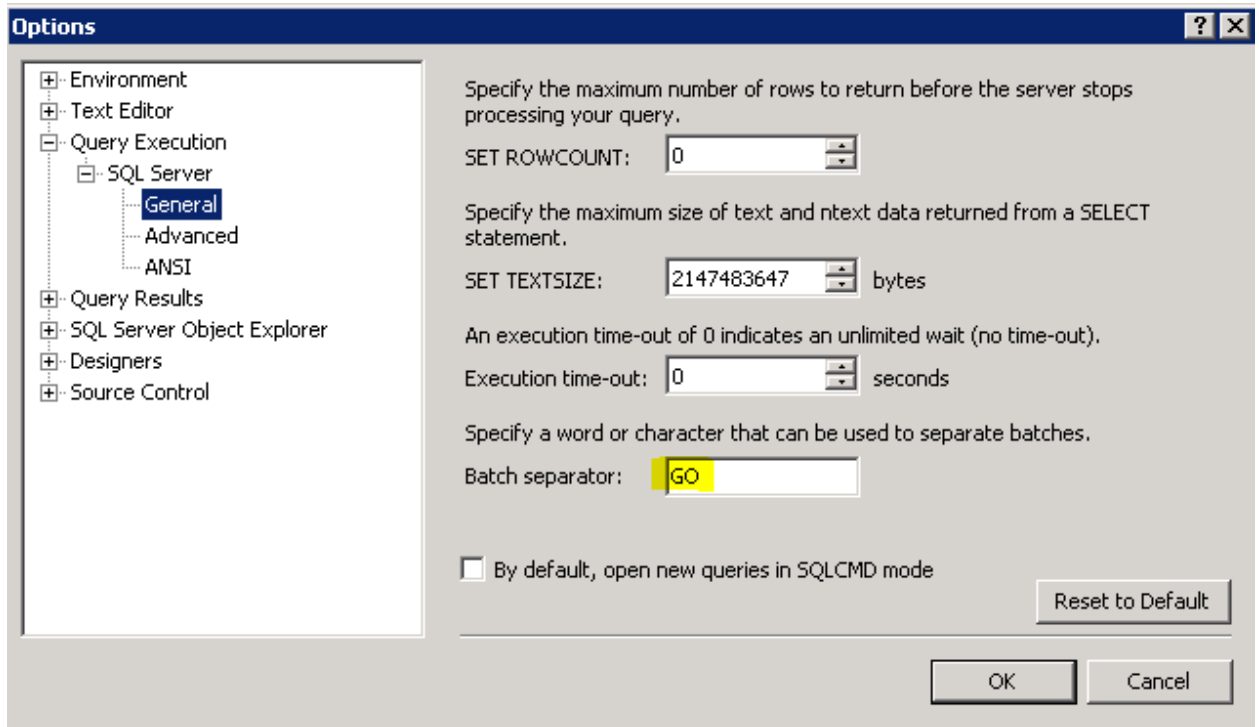 Options
Environment
Text Editor
Query Execution
SQL Server
General
Advanced
ANSI
Query Results
SQL Server Object Explorer
Designers
Source Control
Specify the maximum number of rows to return before the server stops
processing your query.
SET ROWCOUNT: 0
Specify the maximum size of text and ntext data returned from a SELECT
statement.
SET TEXTSIZE: 2147483647 bytes
An execution time-out of 0 indicates an unlimited wait (no time-out).
Execution time-out: 0 seconds
Specify a word or character that can be used to separate batches.
Batch separator: GO
By default, open new queries in SQLCMD mode
Reset to Default
OK Cancel